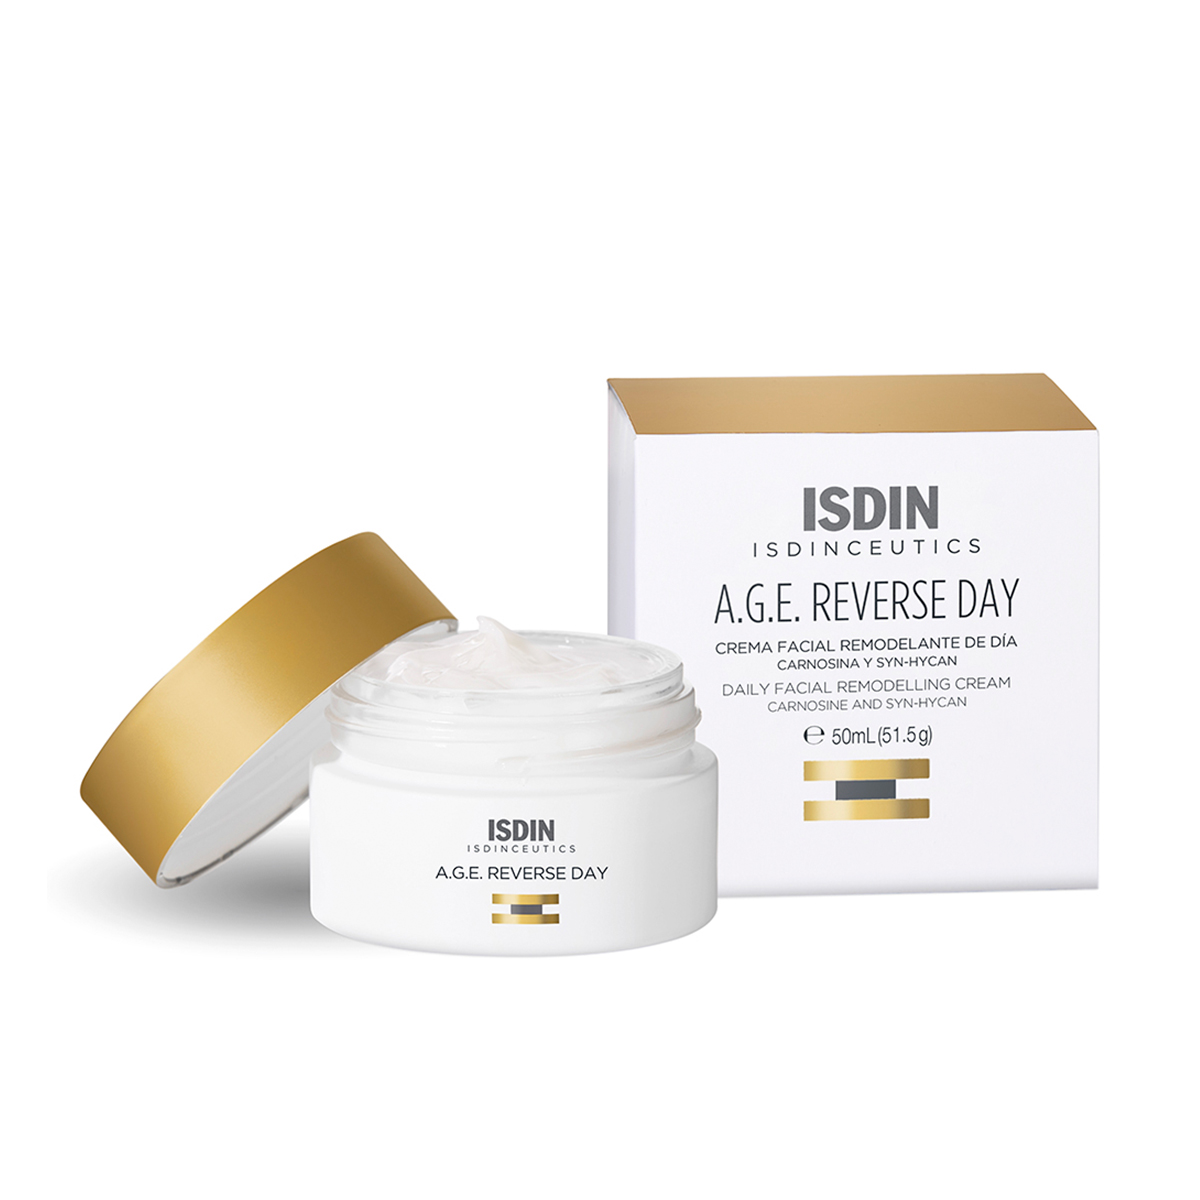 ISDIN
ISDINCEUTICS
A.G.E. REVERSE DAY
CREMA FACIAL REMODELANTE DE DÍA
CARNOSINA Y SYN-HYCAN
DAILY FACIAL REMODELLING CREAM
CARNOSINE AND SYN-HYCAN
℮ 50mL (51.5 g)
ISDIN
ISDINCEUTICS
A.G.E. REVERSE DAY